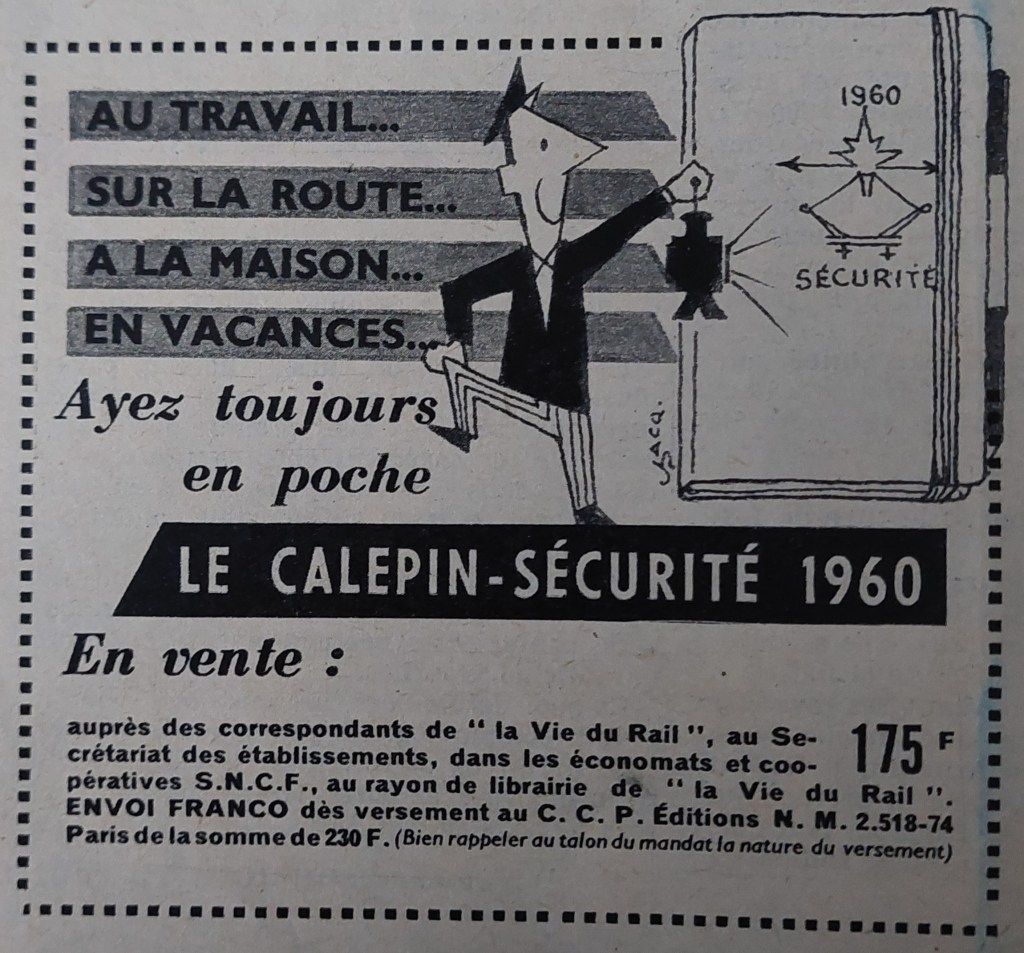 AU TRAVAIL...
SUR LA ROUTE...
A LA MAISON...
EN VACANCES...
1960
SÉCURITÉ
Jacq.
Ayez toujours
en poche
LE CALEPIN-SÉCURITÉ 1960
En vente :
auprès des correspondants de “ la Vie du Rail ”, au Se-
crétariat des établissements, dans les économats et coo-
pératives S.N.C.F., au rayon de librairie de “ la Vie du Rail ”.
175 F
ENVOI FRANCO dès versement au C. C. P. Éditions N. M. 2.518-74
Paris de la somme de 230 F. (Bien rappeler au talon du mandat la nature du versement)